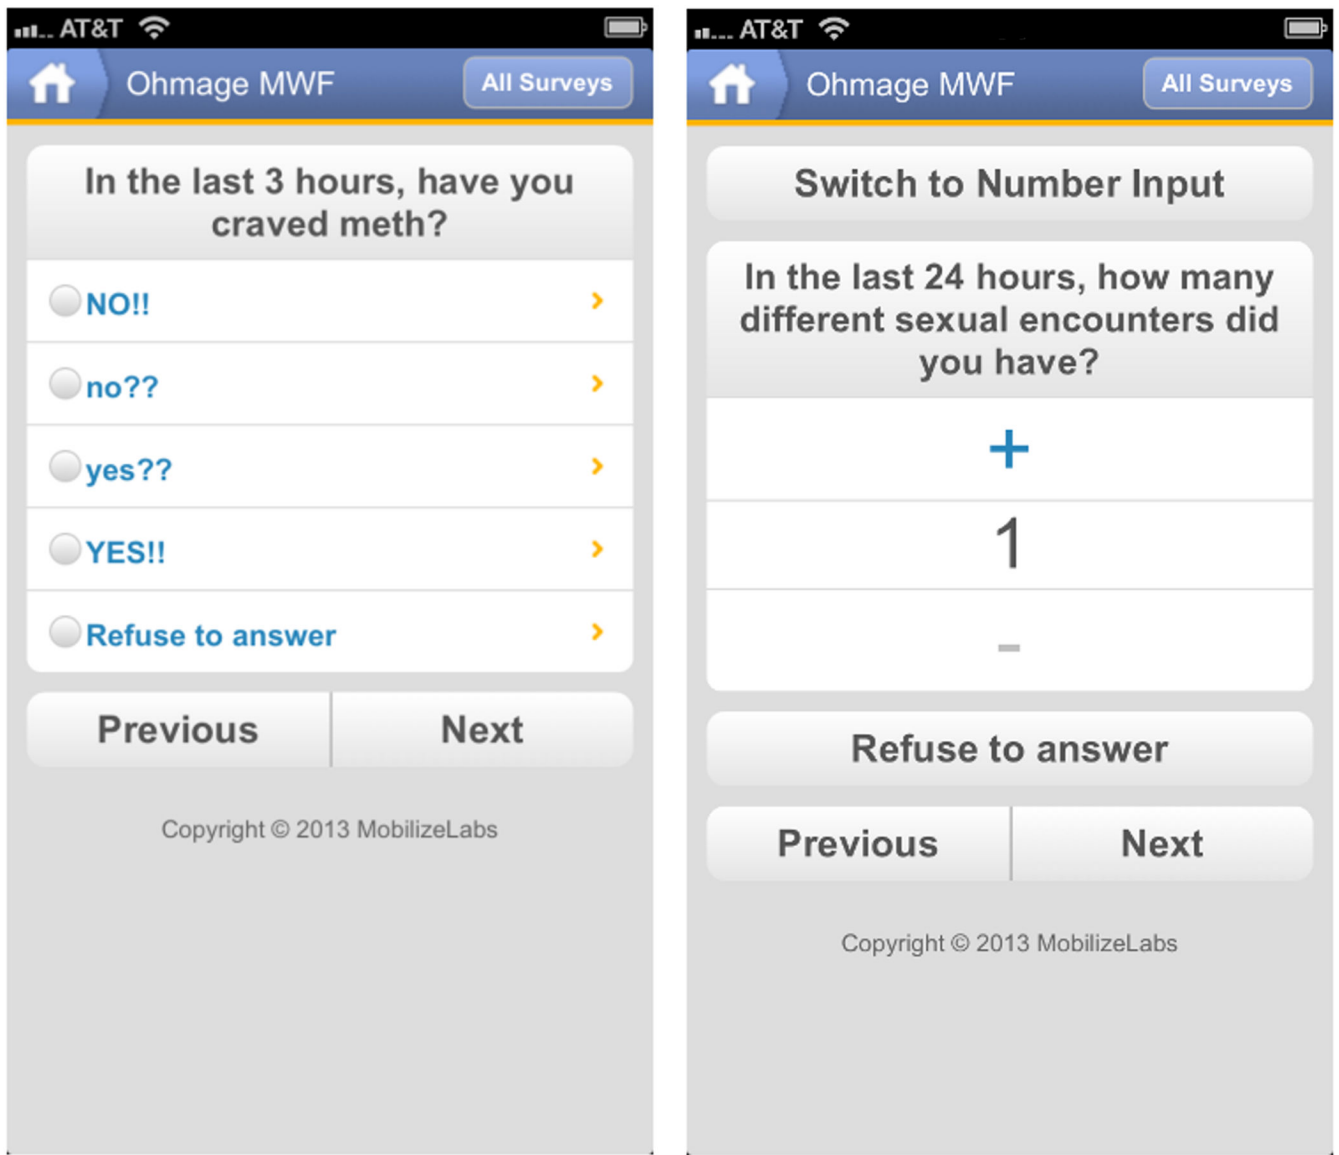 AT&T
Ohmage MWF
All Surveys
In the last 3 hours, have you
craved meth?
NO!!
no??
yes??
YES!!
Refuse to answer
Previous
Next
Copyright © 2013 MobilizeLabs
AT&T
Ohmage MWF
All Surveys
Switch to Number Input
In the last 24 hours, how many
different sexual encounters did
you have?
+
1
-
Refuse to answer
Previous
Next
Copyright © 2013 MobilizeLabs